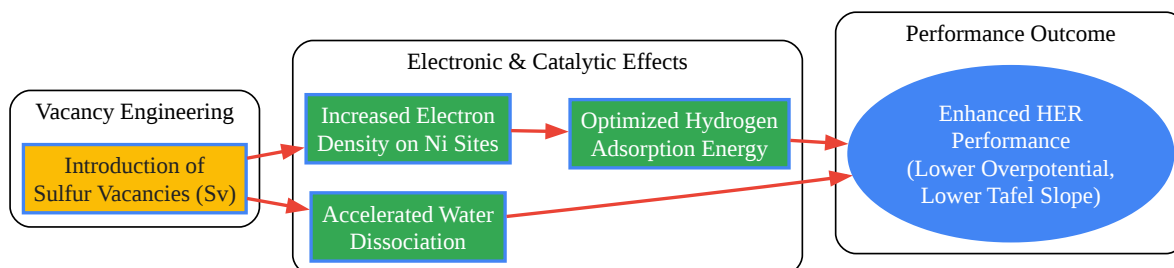 Vacancy Engineering
Introduction of
Sulfur Vacancies (Sv)
Electronic & Catalytic Effects
Increased Electron
Density on Ni Sites
Optimized Hydrogen
Adsorption Energy
Accelerated Water
Dissociation
Performance Outcome
Enhanced HER
Performance
(Lower Overpotential,
Lower Tafel Slope)